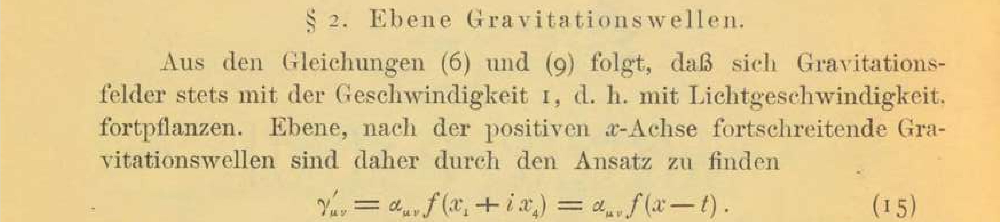 § 2. Ebene Gravitationswellen.
Aus den Gleichungen (6) und (9) folgt, daß sich Gravitations-
felder stets mit der Geschwindigkeit 1, d. h. mit Lichtgeschwindigkeit,
fortpflanzen. Ebene, nach der positiven x-Achse fortschreitende Gra-
vitationswellen sind daher durch den Ansatz zu finden
γ′μν = αμν f(x₁ + i x₄) = αμν f(x — t). (15)